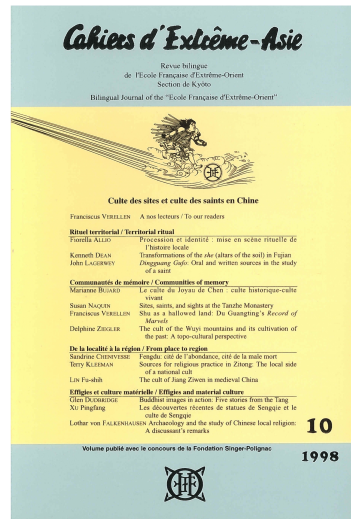 Cahiers d'Extrême-Asie
Revue bilingue
de l'Ecole Française d'Extrême-Orient
Section de Kyôto
Bilingual Journal of the "Ecole Française d'Extrême-Orient"
Culte des sites et culte des saints en Chine
Franciscus VERELLEN A nos lecteurs / To our readers
Rituel territorial / Territorial ritual
Fiorella ALLIO Procession et identité : mise en scène rituelle de
l'histoire locale
Kenneth DEAN Transformations of the she (altars of the soil) in Fujian
John LAGERWEY Dingguang Gufo: Oral and written sources in the study
of a saint
Communautés de mémoire / Communities of memory
Marianne BUJARD Le culte du Joyau de Chen : culte historique-culte
vivant
Susan NAQUIN Sites, saints, and sights at the Tanzhe Monastery
Franciscus VERELLEN Shu as a hallowed land: Du Guangting's Record of
Marvels
Delphine ZIEGLER The cult of the Wuyi mountains and its cultivation of
the past: A topo-cultural perspective
De la localité à la région / From place to region
Sandrine CHENIVESSE Fengdu: cité de l'abondance, cité de la male mort
Terry KLEEMAN Sources for religious practice in Zitong: The local side
of a national cult
LIN Fu-shih The cult of Jiang Ziwen in medieval China
Effigies et culture matérielle / Effigies and material culture
Glen DUDBRIDGE Buddhist images in action: Five stories from the Tang
XU Pingfang Les découvertes récentes de statues de Sengqie et le
culte de Sengqie
Lothar von FALKENHAUSEN Archaeology and the study of Chinese local religion:
A discussant's remarks
10
Volume publié avec le concours de la Fondation Singer-Polignac
1998